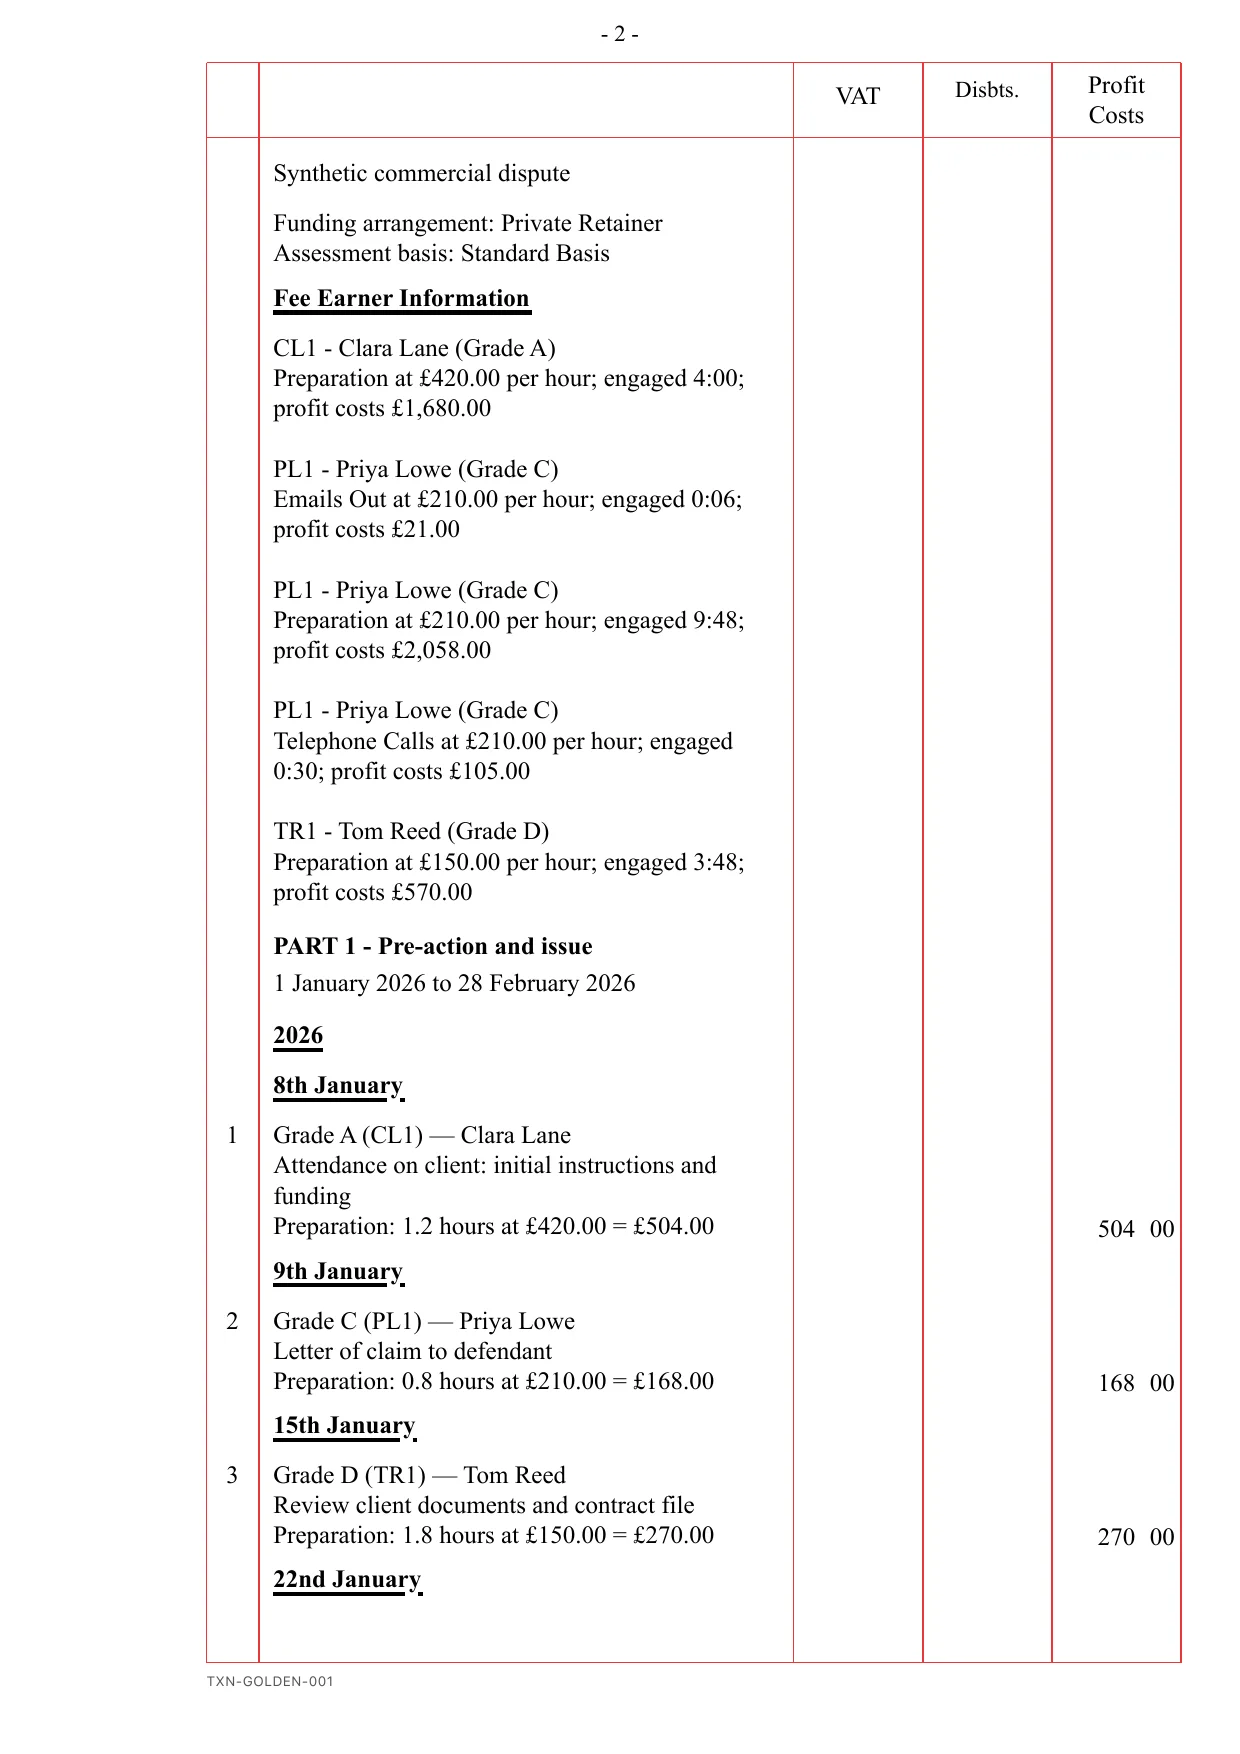 - 2 -
VAT
Disbts.
Profit
Costs
Synthetic commercial dispute
Funding arrangement: Private Retainer
Assessment basis: Standard Basis
Fee Earner Information
CL1 - Clara Lane (Grade A)
Preparation at £420.00 per hour; engaged 4:00;
profit costs £1,680.00
PL1 - Priya Lowe (Grade C)
Emails Out at £210.00 per hour; engaged 0:06;
profit costs £21.00
PL1 - Priya Lowe (Grade C)
Preparation at £210.00 per hour; engaged 9:48;
profit costs £2,058.00
PL1 - Priya Lowe (Grade C)
Telephone Calls at £210.00 per hour; engaged
0:30; profit costs £105.00
TR1 - Tom Reed (Grade D)
Preparation at £150.00 per hour; engaged 3:48;
profit costs £570.00
PART 1 - Pre-action and issue
1 January 2026 to 28 February 2026
2026
8th January
1 Grade A (CL1) — Clara Lane
Attendance on client: initial instructions and
funding
Preparation: 1.2 hours at £420.00 = £504.00 504 00
9th January
2 Grade C (PL1) — Priya Lowe
Letter of claim to defendant
Preparation: 0.8 hours at £210.00 = £168.00 168 00
15th January
3 Grade D (TR1) — Tom Reed
Review client documents and contract file
Preparation: 1.8 hours at £150.00 = £270.00 270 00
22nd January
TXN-GOLDEN-001